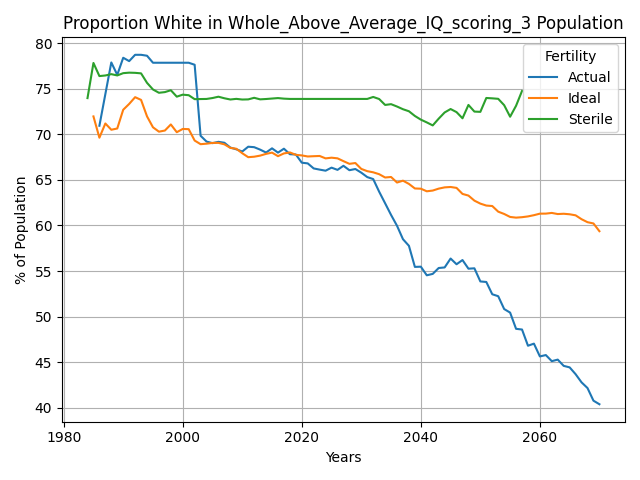 Proportion White in Whole_Above_Average_IQ_scoring_3 Population
80
75
70
65
60
55
50
45
40
% of Population
1980
2000
2020
2040
2060
Years
Fertility
Actual
Ideal
Sterile